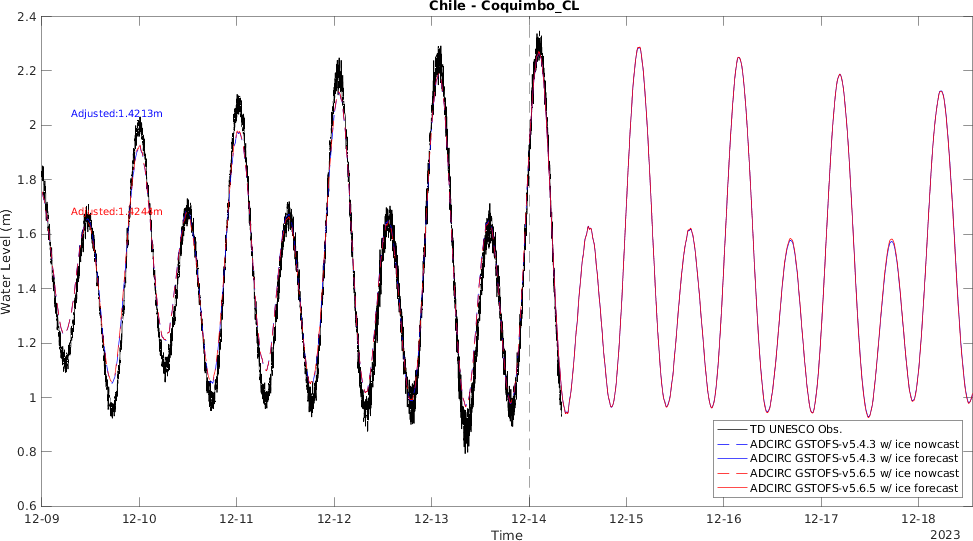 Chile - Coquimbo_CL
2.4
2.2
2
1.8
1.6
1.4
1.2
1
0.8
0.6
Water Level (m)
Adjusted:1.4213m
Adjusted:1.4244m
TD UNESCO Obs.
ADCIRC GSTOFS-v5.4.3 w/ ice nowcast
ADCIRC GSTOFS-v5.4.3 w/ ice forecast
ADCIRC GSTOFS-v5.6.5 w/ ice nowcast
ADCIRC GSTOFS-v5.6.5 w/ ice forecast
12-09 12-10 12-11 12-12 12-13 12-14 12-15 12-16 12-17 12-18
Time
2023